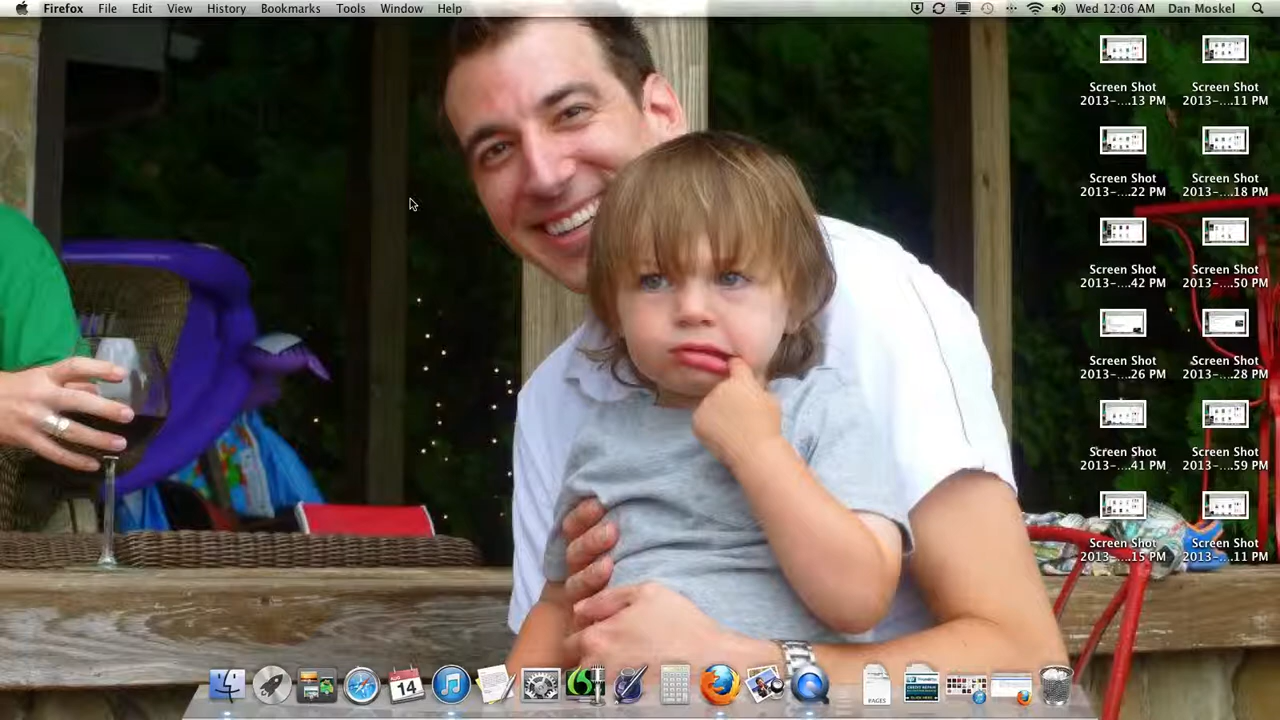 Firefox File Edit View History Bookmarks Tools Window Help Wed 12:06 AM Dan Moskel
Screen Shot
2013-....13 PM
Screen Shot
2013-....11 PM
Screen Shot
2013-....22 PM
Screen Shot
2013-....18 PM
Screen Shot
2013-....42 PM
Screen Shot
2013-....50 PM
Screen Shot
2013-....26 PM
Screen Shot
2013-....28 PM
Screen Shot
2013-....41 PM
Screen Shot
2013-....59 PM
Screen Shot
2013-....15 PM
Screen Shot
2013-....11 PM
14
PAGES